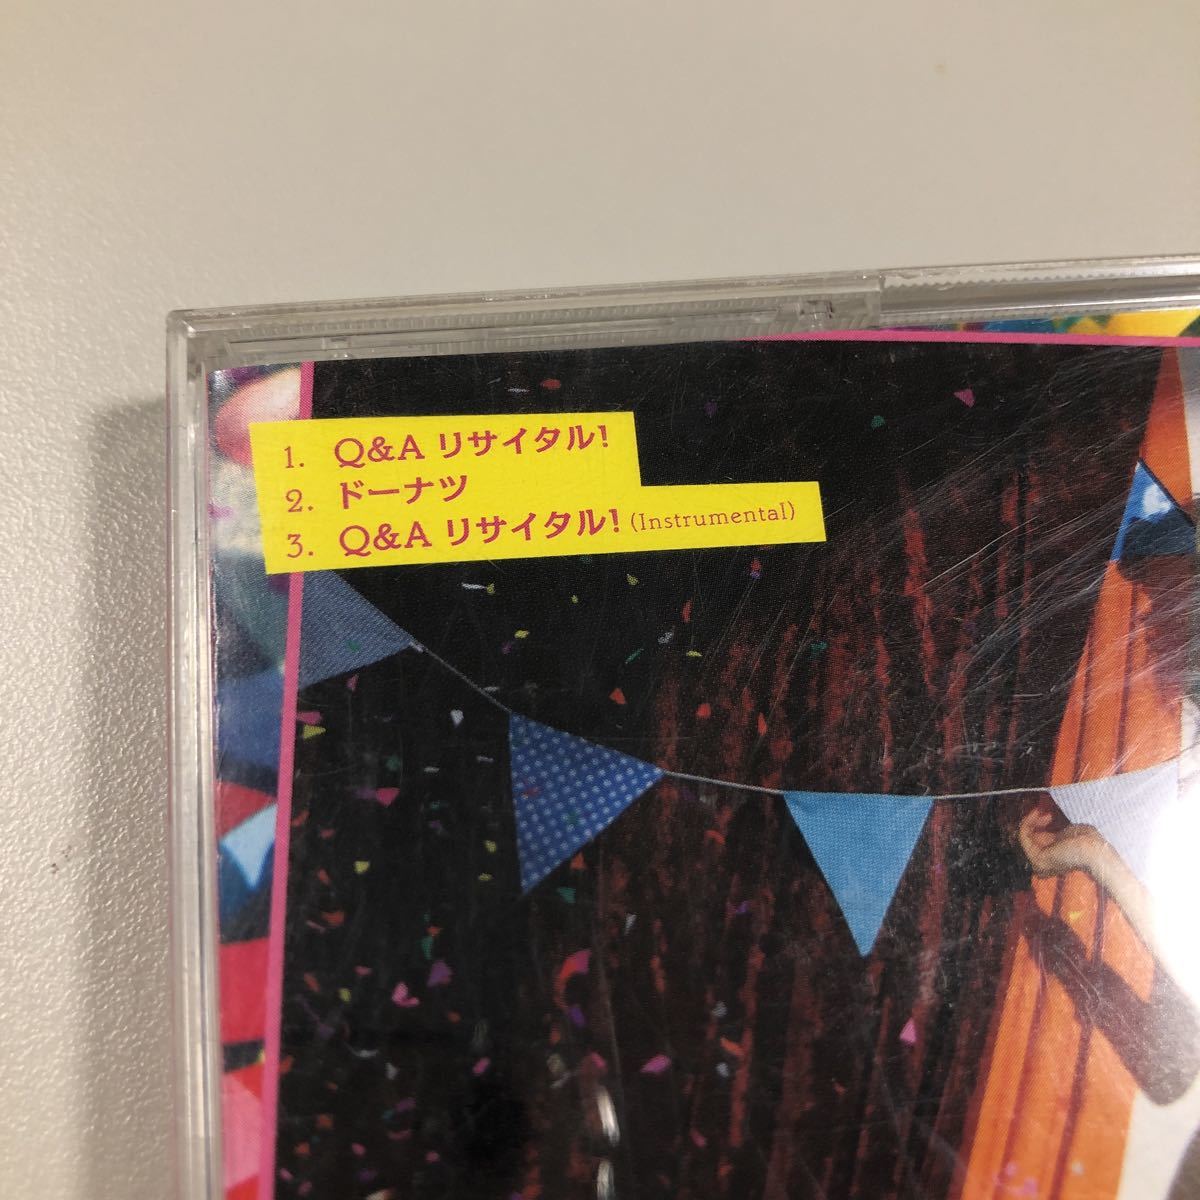 1. Q&A リサイタル!
2. ドーナツ
3. Q&A リサイタル! (Instrumental)